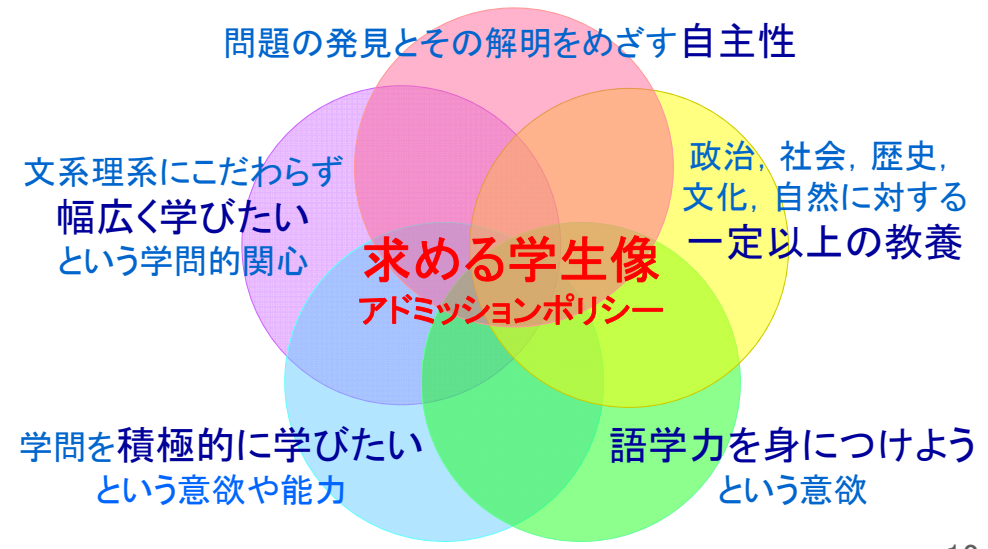 問題の発見とその解明をめざす自主性
文系理系にこだわらず
幅広く学びたい
という学問的関心
政治，社会，歴史，
文化，自然に対する
一定以上の教養
求める学生像
アドミッションポリシー
学問を積極的に学びたい
という意欲や能力
語学力を身につけよう
という意欲